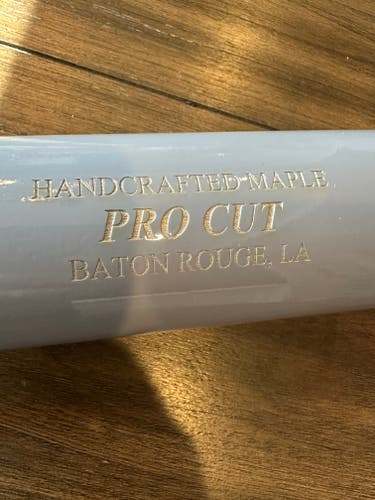 HANDCRAFTED MAPLE
PRO CUT
BATON ROUGE, LA